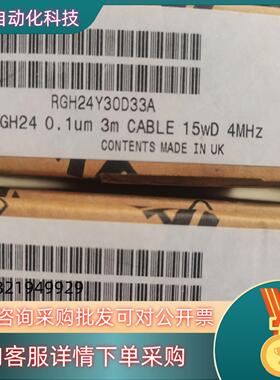 自动化科技
RGH24Y30D33A
GH24 0.1um 3m CABLE 15wD 4MHz
CONTENTS MADE IN UK
821949929
咨询采购批发可对公开票
客服详情下单采购